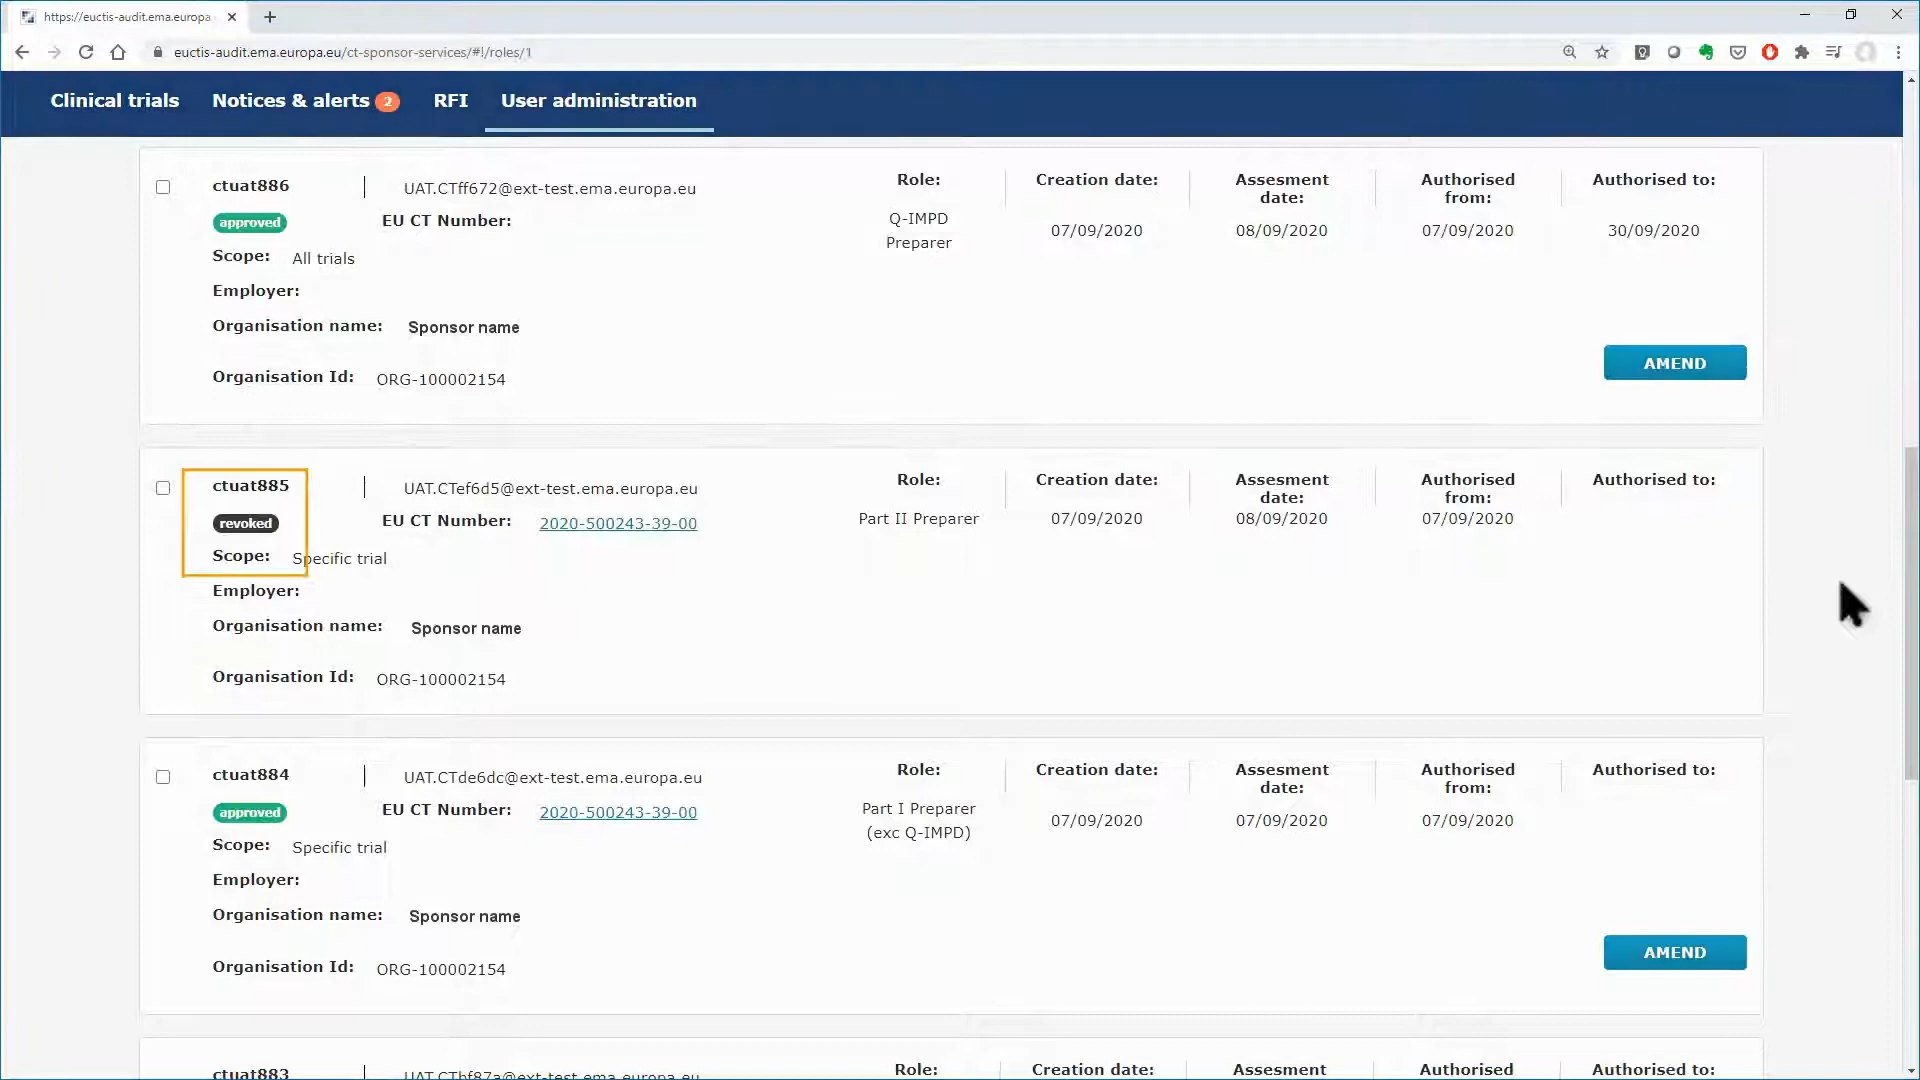 https://euctis-audit.ema.europa
euctis-audit.ema.europa.eu/ct-sponsor-services/#!/roles/1
Clinical trials Notices & alerts 2 RFI User administration
ctuat886 UAT.CTff672@ext-test.ema.europa.eu Role: Creation date: Assesment date: Authorised from: Authorised to:
approved EU CT Number: Q-IMPD Preparer 07/09/2020 08/09/2020 07/09/2020 30/09/2020
Scope: All trials
Employer:
Organisation name: Sponsor name
Organisation Id: ORG-100002154
AMEND
ctuat885 UAT.CTef6d5@ext-test.ema.europa.eu Role: Creation date: Assesment date: Authorised from: Authorised to:
revoked EU CT Number: 2020-500243-39-00 Part II Preparer 07/09/2020 08/09/2020 07/09/2020
Scope: Specific trial
Employer:
Organisation name: Sponsor name
Organisation Id: ORG-100002154
ctuat884 UAT.CTde6dc@ext-test.ema.europa.eu Role: Creation date: Assesment date: Authorised from: Authorised to:
approved EU CT Number: 2020-500243-39-00 Part I Preparer (exc Q-IMPD) 07/09/2020 07/09/2020 07/09/2020
Scope: Specific trial
Employer:
Organisation name: Sponsor name
Organisation Id: ORG-100002154
AMEND
ctuat883 UAT.CTbf87a@ext-test.ema.europa.eu Role: Creation date: Assesment Authorised Authorised to: